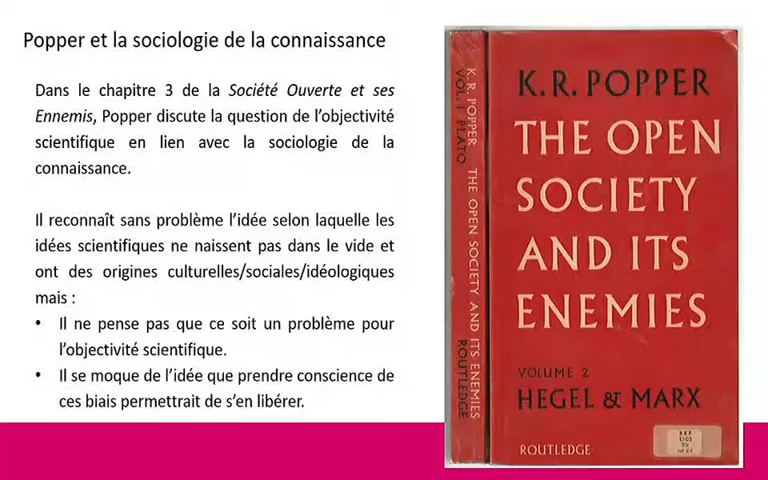 Popper et la sociologie de la connaissance
Dans le chapitre 3 de la Société Ouverte et ses
Ennemis, Popper discute la question de l'objectivité
scientifique en lien avec la sociologie de la
connaissance.
Il reconnaît sans problème l'idée selon laquelle les
idées scientifiques ne naissent pas dans le vide et
ont des origines culturelles/sociales/idéologiques
mais :
• Il ne pense pas que ce soit un problème pour
l'objectivité scientifique.
• Il se moque de l'idée que prendre conscience de
ces biais permettrait de s'en libérer.
K. R. POPPER THE OPEN SOCIETY AND ITS ENEMIES
VOL. I PLATO ROUTLEDGE
K. R. POPPER
THE OPEN
SOCIETY
AND ITS
ENEMIES
VOLUME 2
HEGEL & MARX
ROUTLEDGE